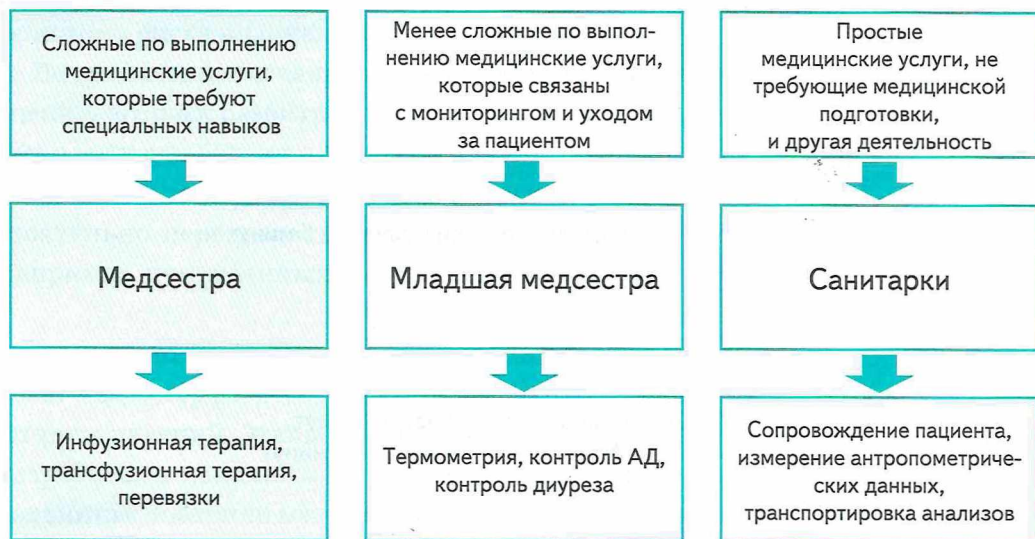 Сложные по выполнению
медицинские услуги,
которые требуют
специальных навыков
Менее сложные по выпол-
нению медицинские услуги,
которые связаны
с мониторингом и уходом
за пациентом
Простые
медицинские услуги, не
требующие медицинской
подготовки,
и другая деятельность
Медсестра
Младшая медсестра
Санитарки
Инфузионная терапия,
трансфузионная терапия,
перевязки
Термометрия, контроль АД,
контроль диуреза
Сопровождение пациента,
измерение антропометриче-
ских данных,
транспортировка анализов